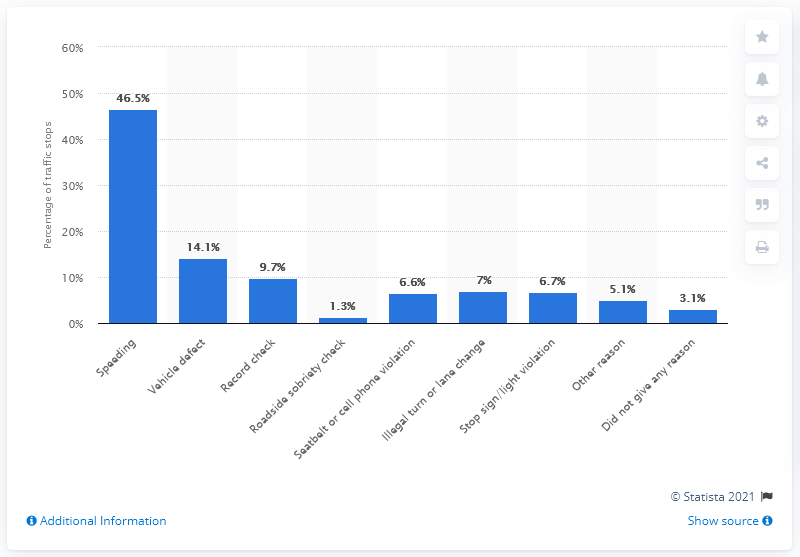 60%
50%
40%
30%
20%
10%
0%
Percentage of traffic stops
46.5%
14.1%
9.7%
1.3%
6.6%
7%
6.7%
5.1%
3.1%
Speeding
Vehicle defect
Record check
Roadside sobriety check
Seatbelt or cell phone violation
Illegal turn or lane change
Stop sign/light violation
Other reason
Did not give any reason
© Statista 2021
Additional Information
Show source